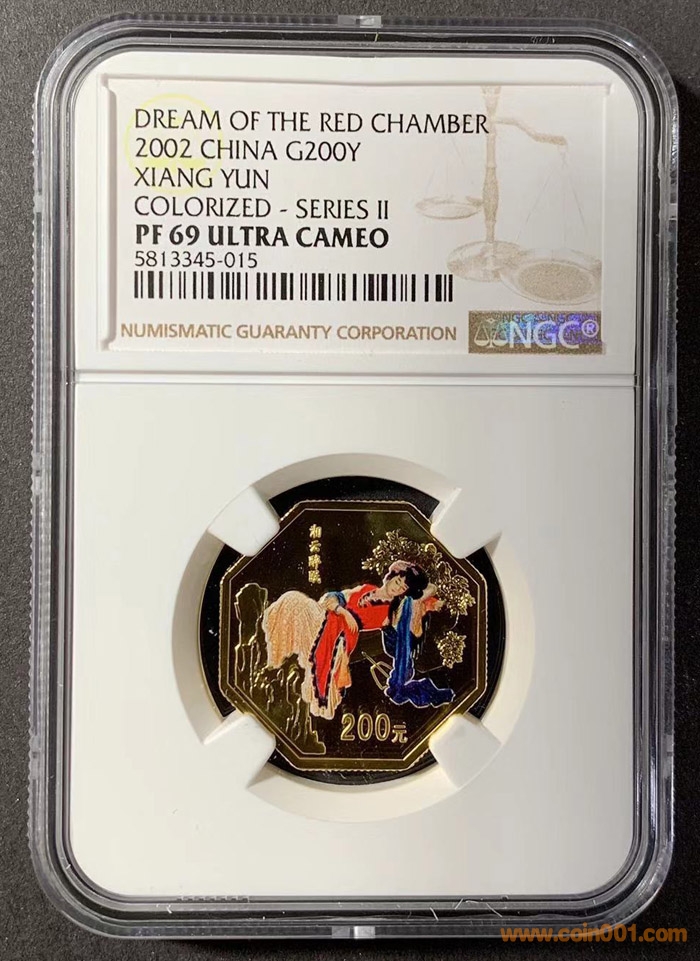 DREAM OF THE RED CHAMBER
2002 CHINA G200Y
XIANG YUN
COLORIZED - SERIES II
PF 69 ULTRA CAMEO
5813345-015
NUMISMATIC GUARANTY CORPORATION
NGC®
湘云醉眠
200元
www.coin001.com